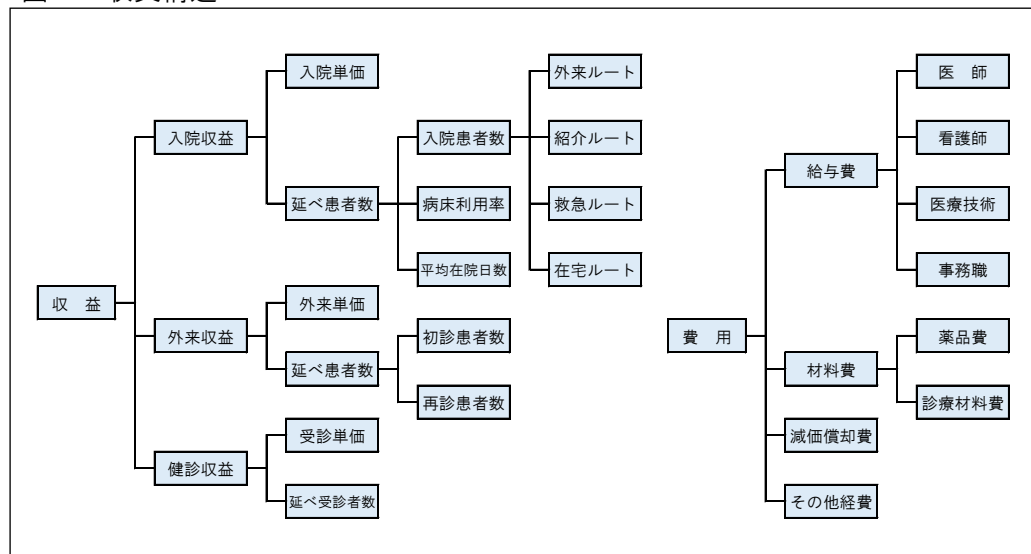 入院単価
外来ルート
医　師
入院収益
入院患者数
紹介ルート
看護師
給与費
延べ患者数
病床利用率
救急ルート
医療技術
平均在院日数
在宅ルート
事務職
収　益
外来単価
外来収益
初診患者数
費　用
薬品費
延べ患者数
材料費
再診患者数
診療材料費
受診単価
減価償却費
健診収益
延べ受診者数
その他経費